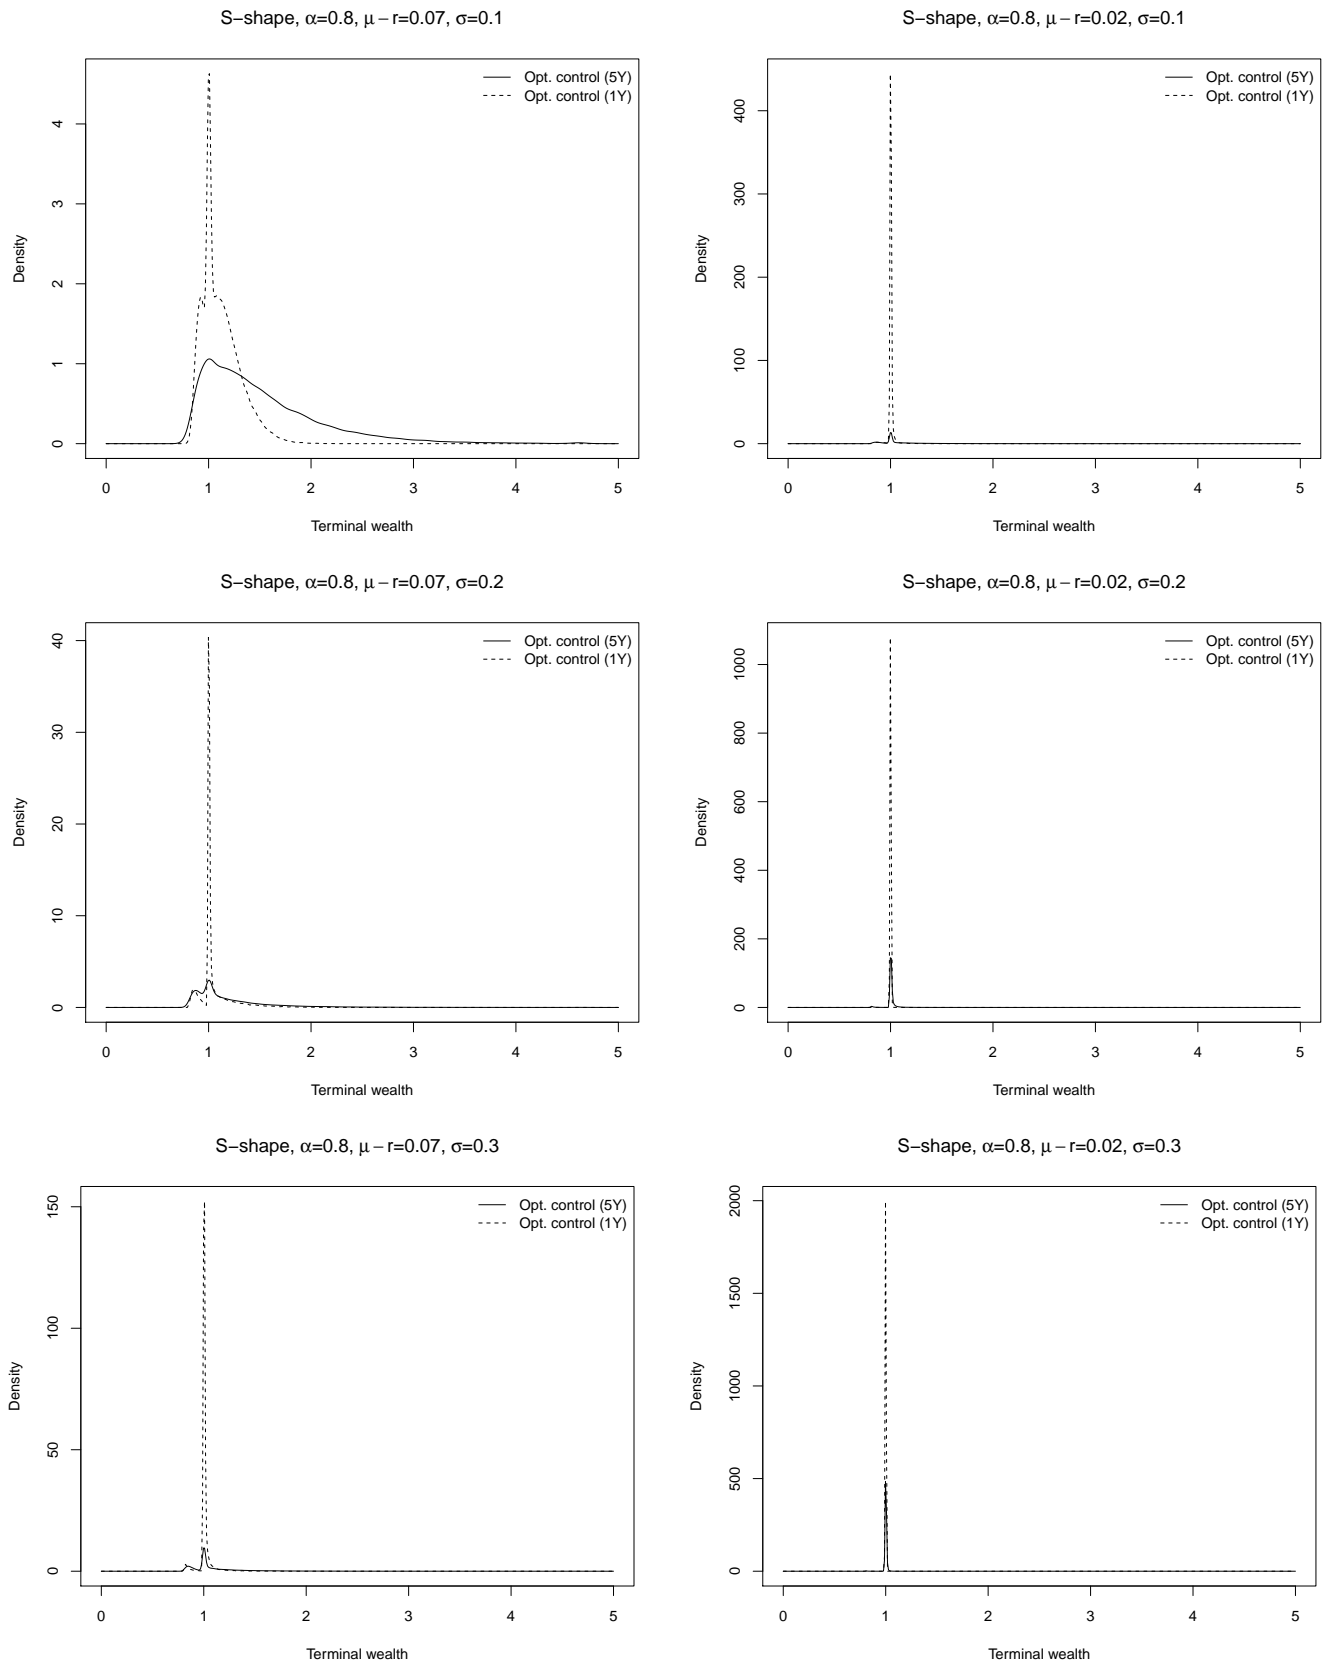 S−shape, α=0.8, μ−r=0.07, σ=0.1
Opt. control (5Y)
Opt. control (1Y)
Density
4
3
2
1
0
0 1 2 3 4 5
Terminal wealth
S−shape, α=0.8, μ−r=0.02, σ=0.1
Opt. control (5Y)
Opt. control (1Y)
Density
400
300
200
100
0
0 1 2 3 4 5
Terminal wealth
S−shape, α=0.8, μ−r=0.07, σ=0.2
Opt. control (5Y)
Opt. control (1Y)
Density
40
30
20
10
0
0 1 2 3 4 5
Terminal wealth
S−shape, α=0.8, μ−r=0.02, σ=0.2
Opt. control (5Y)
Opt. control (1Y)
Density
1000
800
600
400
200
0
0 1 2 3 4 5
Terminal wealth
S−shape, α=0.8, μ−r=0.07, σ=0.3
Opt. control (5Y)
Opt. control (1Y)
Density
150
100
50
0
0 1 2 3 4 5
Terminal wealth
S−shape, α=0.8, μ−r=0.02, σ=0.3
Opt. control (5Y)
Opt. control (1Y)
Density
2000
1500
1000
500
0
0 1 2 3 4 5
Terminal wealth